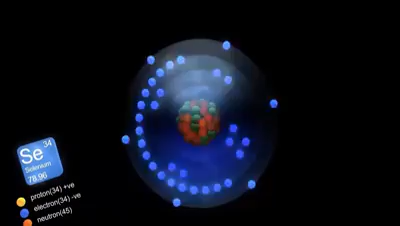 34
Se
Selenium
78.96
proton(34) +ve
electron(34) -ve
neutron(45)